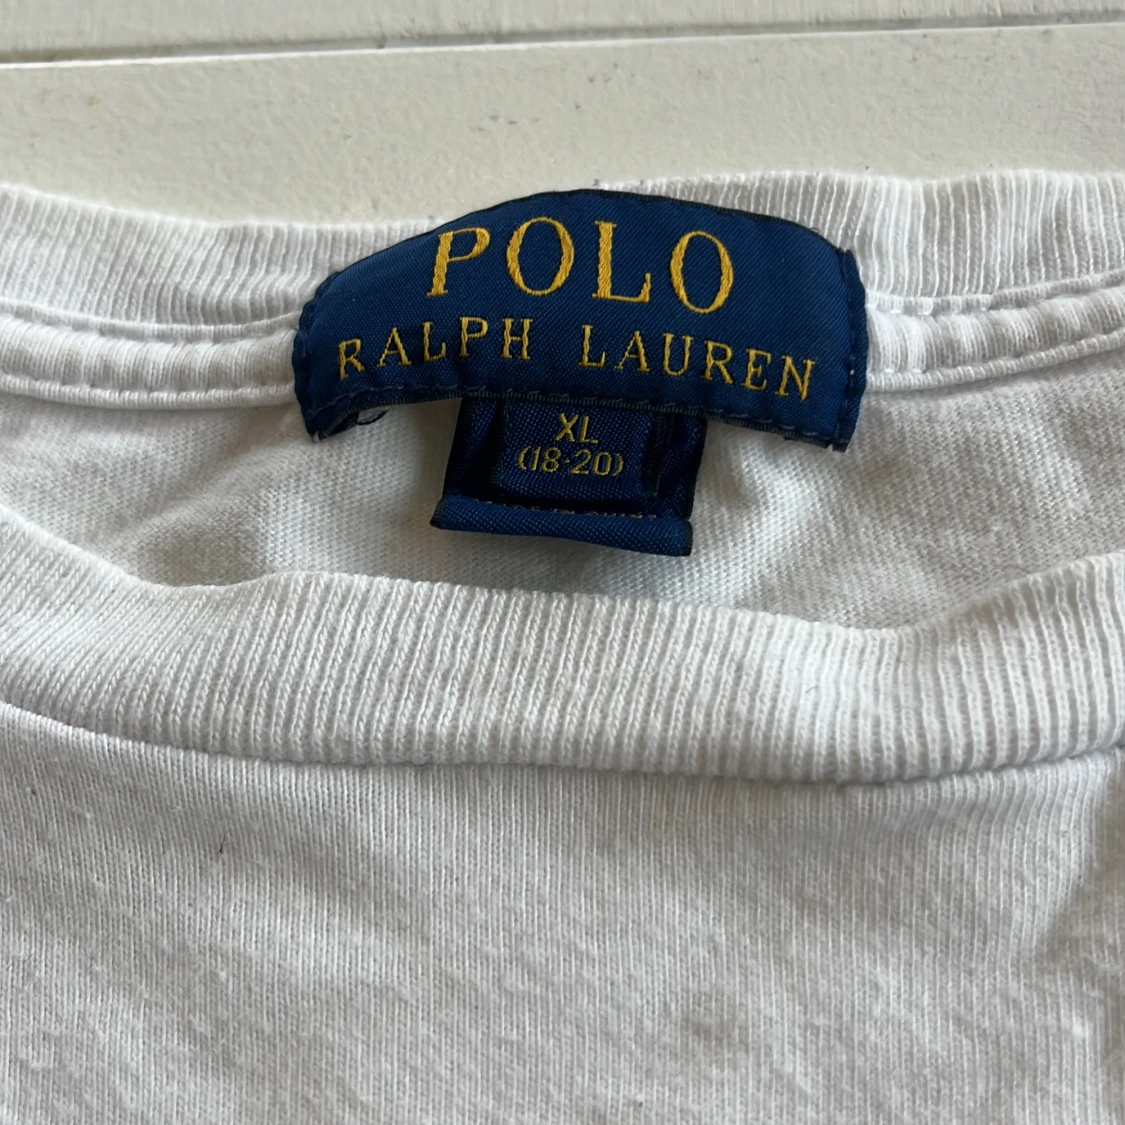 POLO
RALPH LAUREN
XL
(18-20)